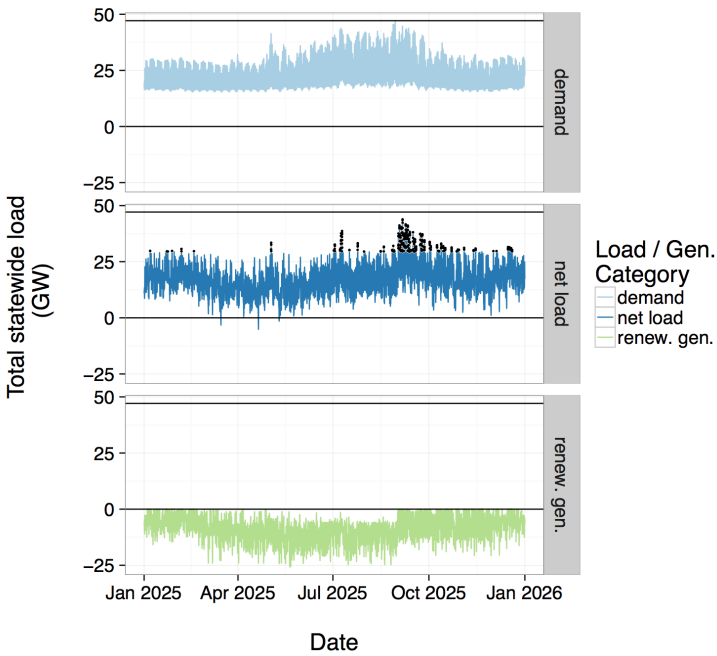 50
25
0
−25
demand
50
25
0
−25
net load
50
25
0
−25
renew. gen.
Total statewide load
(GW)
Jan 2025 Apr 2025 Jul 2025 Oct 2025 Jan 2026
Date
Load / Gen.
Category
demand
net load
renew. gen.